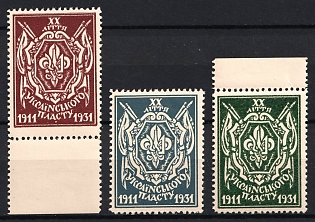 XX
ЛІТТЯ
УКРАЇНСЬКОГО
ПЛАСТУ
1911 1931
XX
ЛІТТЯ
УКРАЇНСЬКОГО
ПЛАСТУ
1911 1931
XX
ЛІТТЯ
УКРАЇНСЬКОГО
ПЛАСТУ
1911 1931